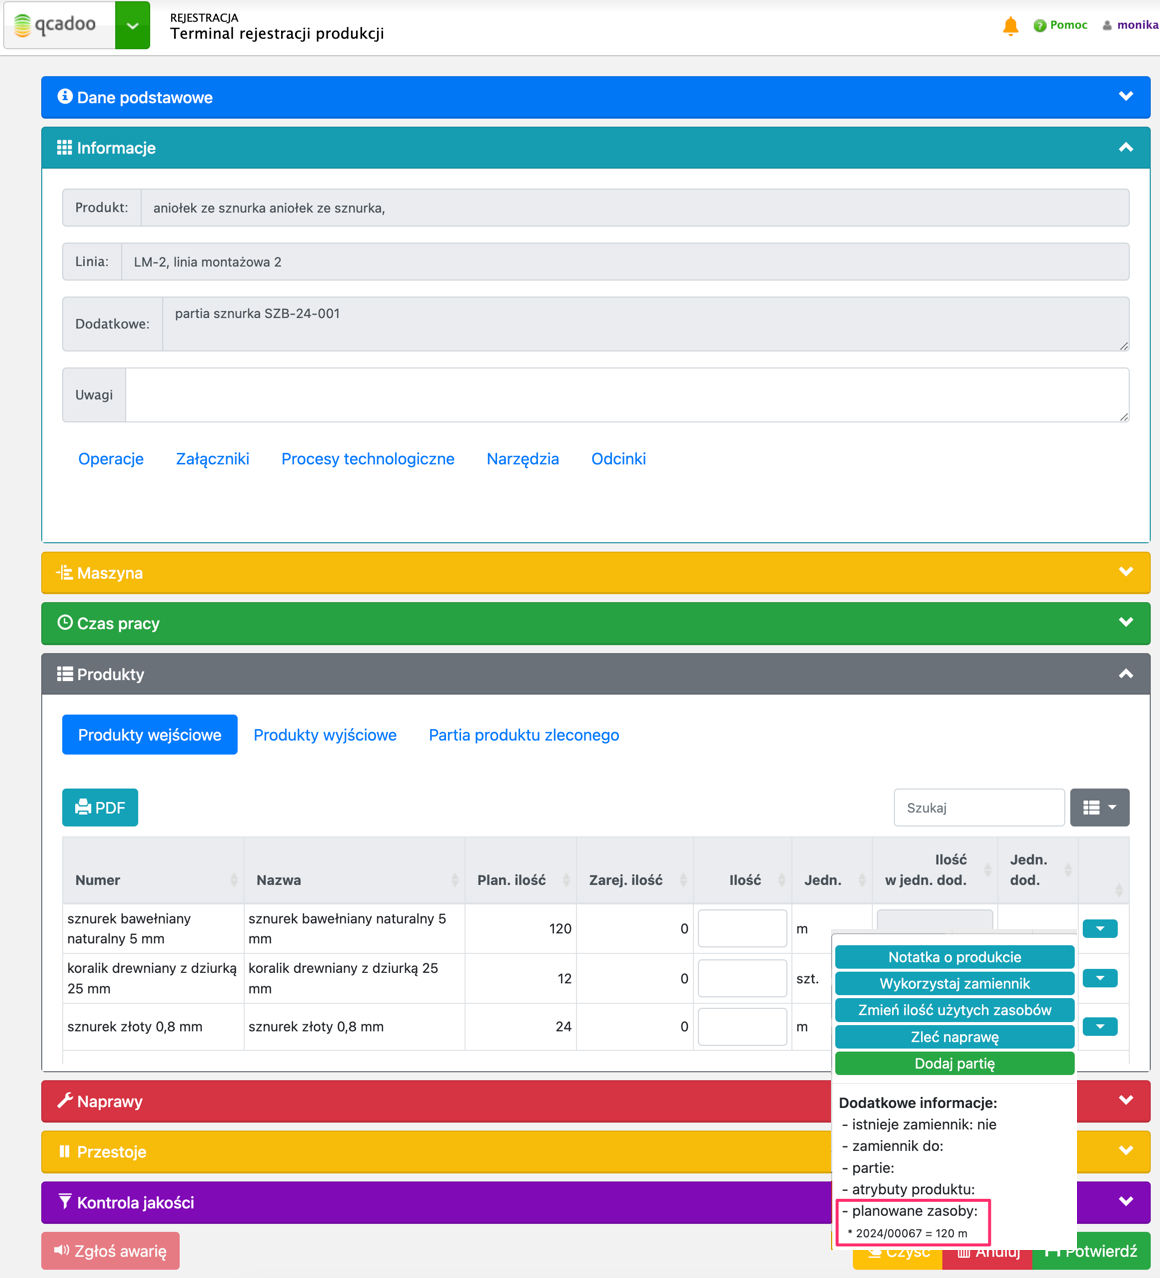 qcadoo
REJESTRACJA
Terminal rejestracji produkcji
Pomoc
monika
Dane podstawowe
Informacje
Produkt: aniołek ze sznurka aniołek ze sznurka,
Linia: LM-2, linia montażowa 2
Dodatkowe: partia sznurka SZB-24-001
Uwagi
Operacje Załączniki Procesy technologiczne Narzędzia Odcinki
Maszyna
Czas pracy
Produkty
Produkty wejściowe Produkty wyjściowe Partia produktu zleconego
PDF Szukaj
Numer Nazwa Plan. ilość Zarej. ilość Ilość Jedn. Ilość w jedn. dod. Jedn. dod.
sznurek bawełniany naturalny 5 mm sznurek bawełniany naturalny 5 mm 120 0 m
koralik drewniany z dziurką 25 mm koralik drewniany z dziurką 25 mm 12 0 szt.
sznurek złoty 0,8 mm sznurek złoty 0,8 mm 24 0 m
Notatka o produkcie
Wykorzystaj zamiennik
Zmień ilość użytych zasobów
Zleć naprawę
Dodaj partię
Dodatkowe informacje:
- istnieje zamiennik: nie
- zamiennik do:
- partie:
- atrybuty produktu:
- planowane zasoby:
* 2024/00067 = 120 m
Naprawy
Przestoje
Kontrola jakości
Zgłoś awarię Czyść Anuluj Potwierdź